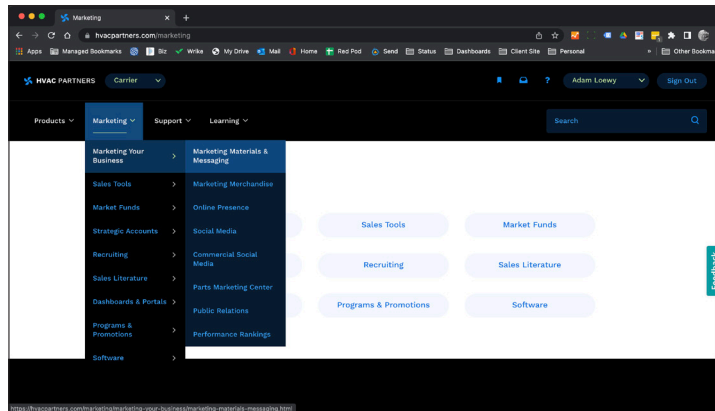 Marketing
hvacpartners.com/marketing
Apps Managed Bookmarks Biz Wrike My Drive Mail Home Red Pod Send Status Dashboards Client Site Personal » Other Bookma
HVAC PARTNERS Carrier ? Adam Loewy Sign Out
Products Marketing Support Learning Search
Marketing Your
Business
Marketing Materials &
Messaging
Sales Tools
Marketing Merchandise
Market Funds
Online Presence
Strategic Accounts
Social Media
Recruiting
Commercial Social
Media
Sales Literature
Parts Marketing Center
Dashboards & Portals
Public Relations
Programs &
Promotions
Performance Rankings
Software
Sales Tools Market Funds
Recruiting Sales Literature
Programs & Promotions Software
Feedback
https://hvacpartners.com/marketing/marketing-your-business/marketing-materials-messaging.html